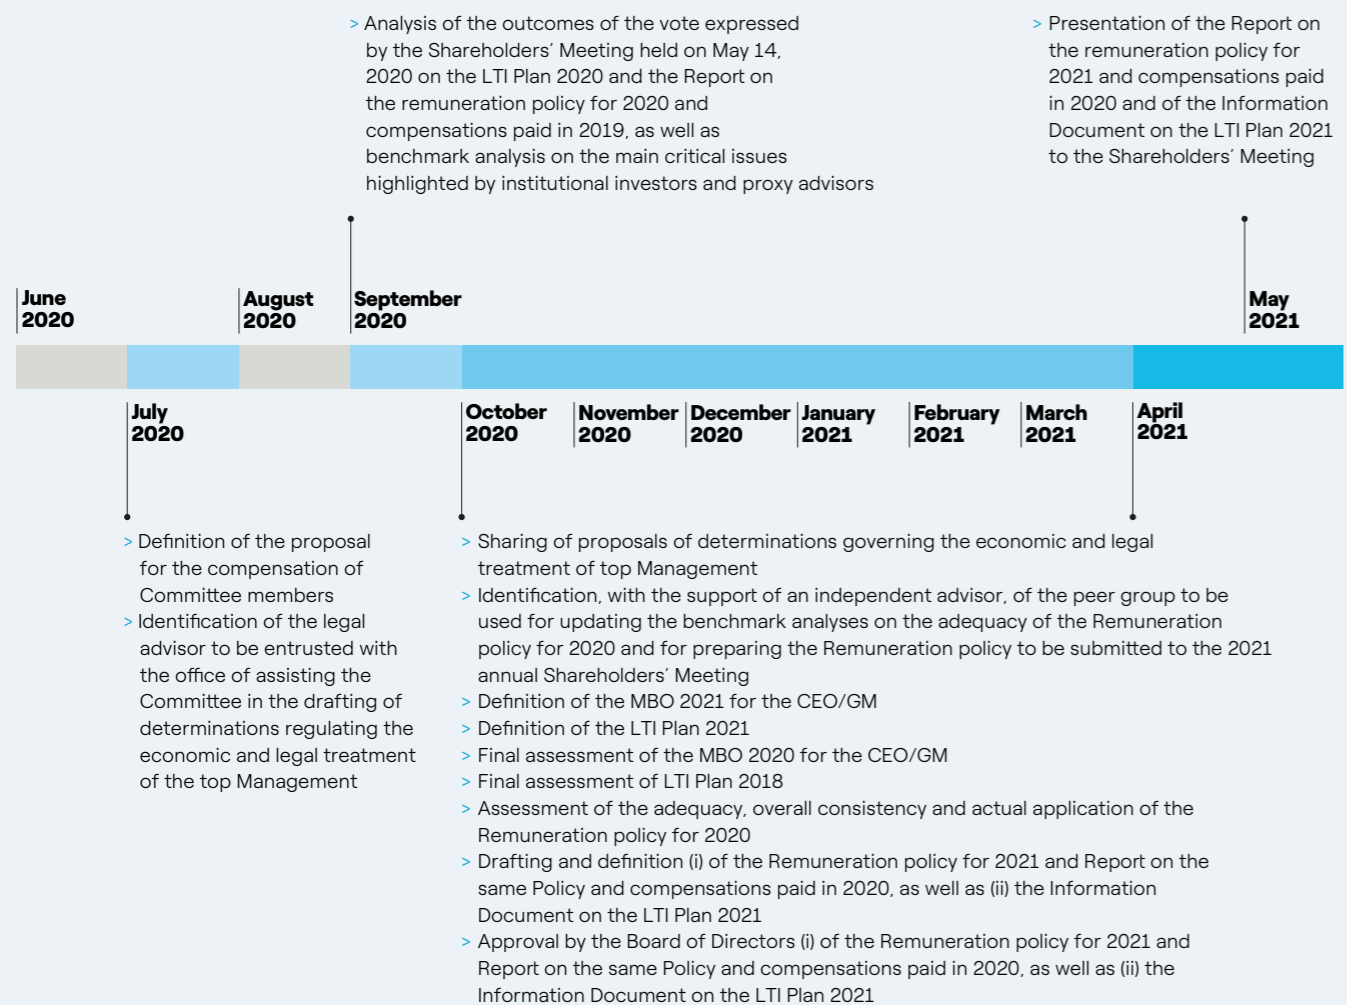 > Analysis of the outcomes of the vote expressed
by the Shareholders’ Meeting held on May 14,
2020 on the LTI Plan 2020 and the Report on
the remuneration policy for 2020 and
compensations paid in 2019, as well as
benchmark analysis on the main critical issues
highlighted by institutional investors and proxy advisors
> Presentation of the Report on
the remuneration policy for
2021 and compensations paid
in 2020 and of the Information
Document on the LTI Plan 2021
to the Shareholders’ Meeting
June
2020
August
2020
September
2020
May
2021
July
2020
October
2020
November
2020
December
2020
January
2021
February
2021
March
2021
April
2021
> Definition of the proposal
for the compensation of
Committee members
> Identification of the legal
advisor to be entrusted with
the office of assisting the
Committee in the drafting of
determinations regulating the
economic and legal treatment
of the top Management
> Sharing of proposals of determinations governing the economic and legal
treatment of top Management
> Identification, with the support of an independent advisor, of the peer group to be
used for updating the benchmark analyses on the adequacy of the Remuneration
policy for 2020 and for preparing the Remuneration policy to be submitted to the 2021
annual Shareholders’ Meeting
> Definition of the MBO 2021 for the CEO/GM
> Definition of the LTI Plan 2021
> Final assessment of the MBO 2020 for the CEO/GM
> Final assessment of LTI Plan 2018
> Assessment of the adequacy, overall consistency and actual application of the
Remuneration policy for 2020
> Drafting and definition (i) of the Remuneration policy for 2021 and Report on the
same Policy and compensations paid in 2020, as well as (ii) the Information
Document on the LTI Plan 2021
> Approval by the Board of Directors (i) of the Remuneration policy for 2021 and
Report on the same Policy and compensations paid in 2020, as well as (ii) the
Information Document on the LTI Plan 2021